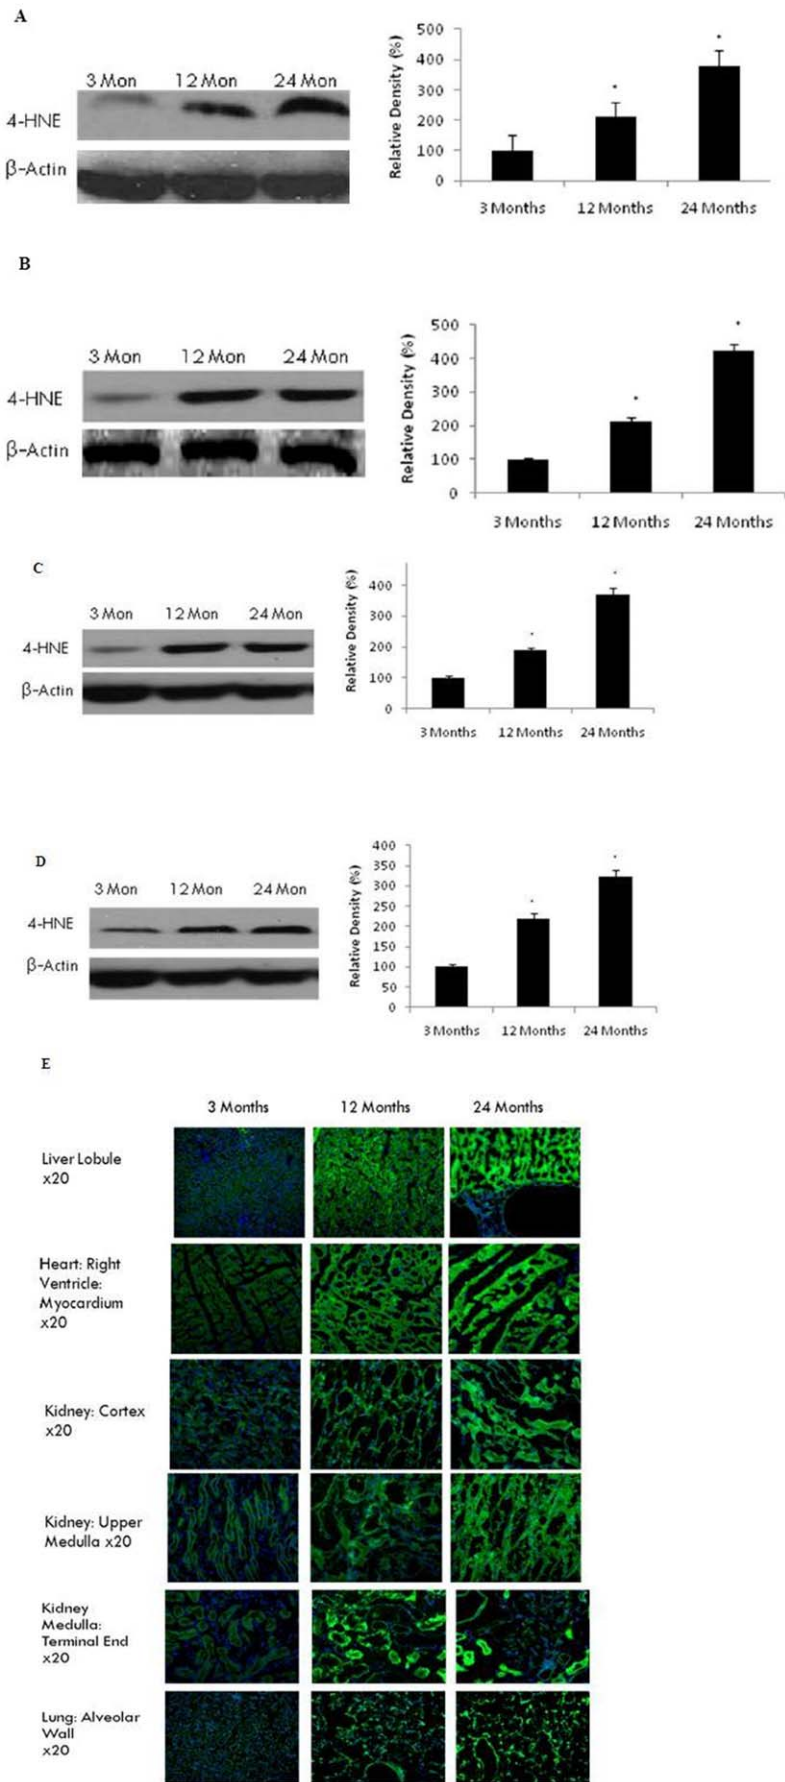 A
3 Mon 12 Mon 24 Mon
4-HNE
β-Actin
Relative Density (%)
500
400
300
200
100
0
3 Months 12 Months 24 Months
*
*
B
3 Mon 12 Mon 24 Mon
4-HNE
β-Actin
Relative Density (%)
500
400
300
200
100
0
3 Months 12 Months 24 Months
*
*
C
3 Mon 12 Mon 24 Mon
4-HNE
β-Actin
Relative Density (%)
400
300
200
100
0
3 Months 12 Months 24 Months
*
*
D
3 Mon 12 Mon 24 Mon
4-HNE
β-Actin
Relative Density (%)
400
350
300
250
200
150
100
50
0
3 Months 12 Months 24 Months
*
*
E
3 Months 12 Months 24 Months
Liver Lobule
x20
Heart: Right
Ventricle:
Myocardium
x20
Kidney: Cortex
x20
Kidney: Upper
Medulla x20
Kidney
Medulla:
Terminal End
x20
Lung: Alveolar
Wall
x20